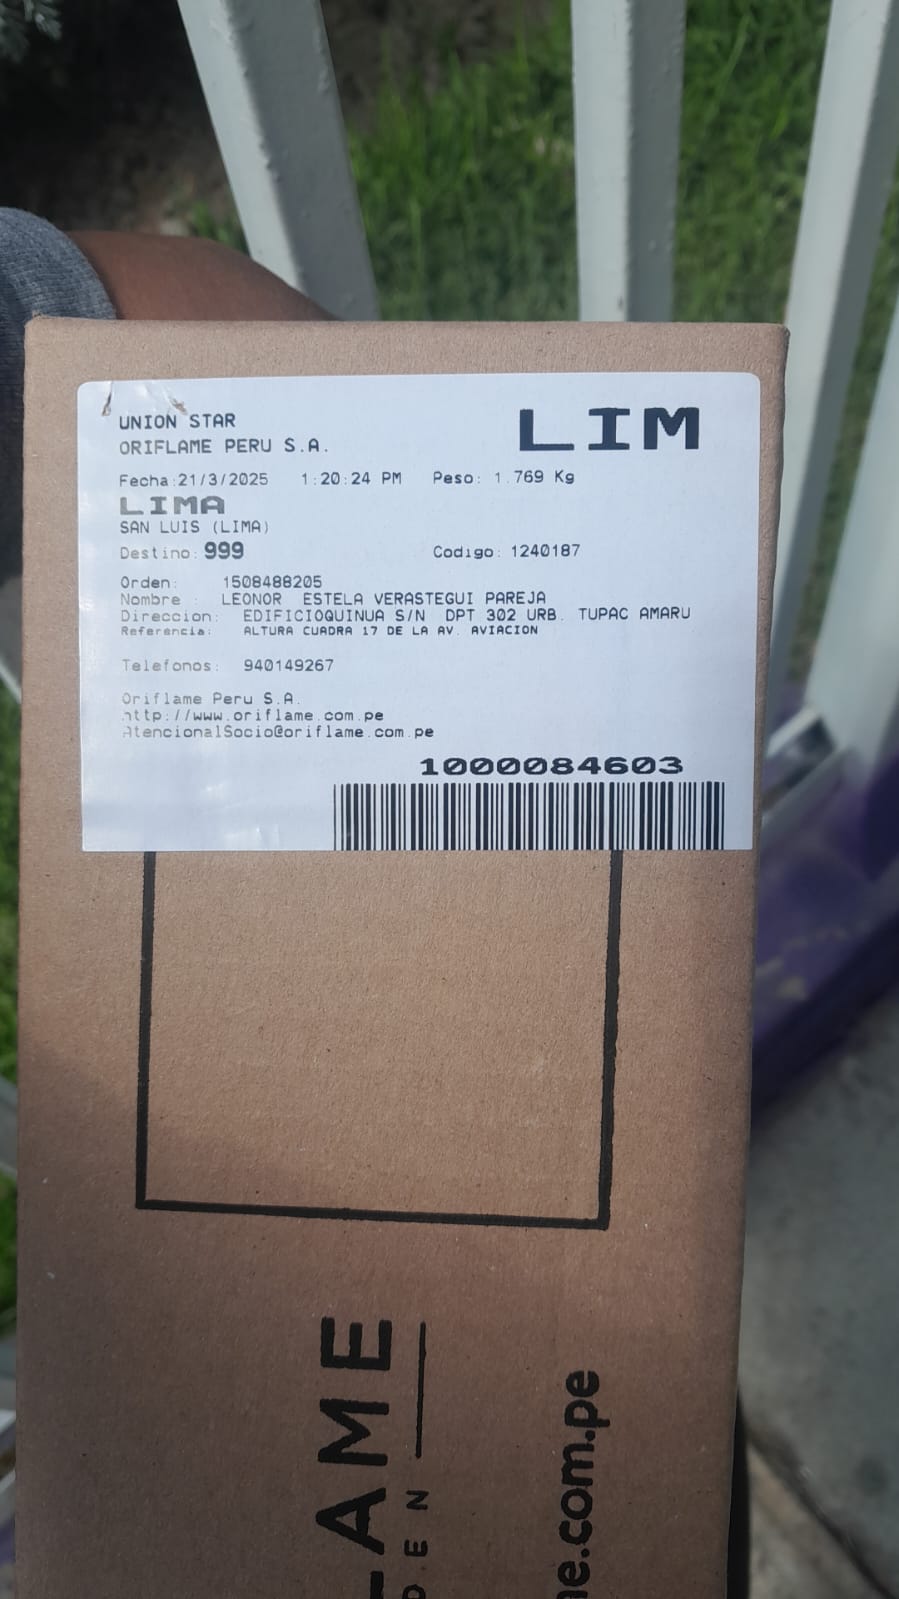 UNION STAR
LIM
ORIFLAME PERU S.A.
Fecha:21/3/2025 1:20:24 PM Peso: 1.769 Kg
LIMA
SAN LUIS (LIMA)
Destino: 999 Codigo: 1240187
Orden: 1508488205
Nombre : LEONOR ESTELA VERASTEGUI PAREJA
Direccion: EDIFICIOQUINUA S/N DPT 302 URB. TUPAC AMARU
Referencia: ALTURA CUADRA 17 DE LA AV. AVIACION
Telefonos: 940149267
Oriflame Peru S.A.
http://www.oriflame.com.pe
AtencionalSocio@oriflame.com.pe
1000084603
AME
DEN
ne.com.pe